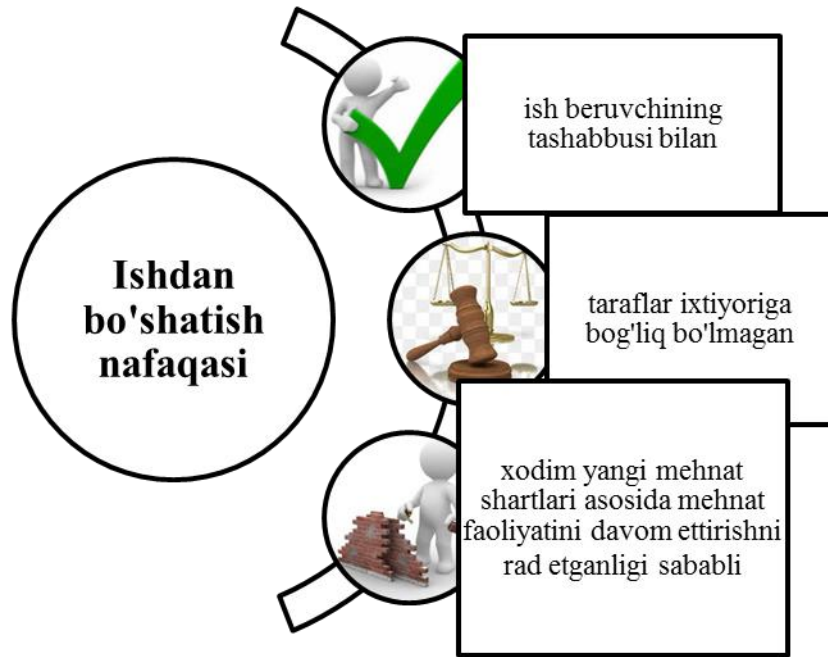 Ishdan
bo'shatish
nafaqasi
ish beruvchining
tashabbusi bilan
taraflar ixtiyoriga
bog'liq bo'lmagan
xodim yangi mehnat
shartlari asosida mehnat
faoliyatini davom ettirishni
rad etganligi sababli